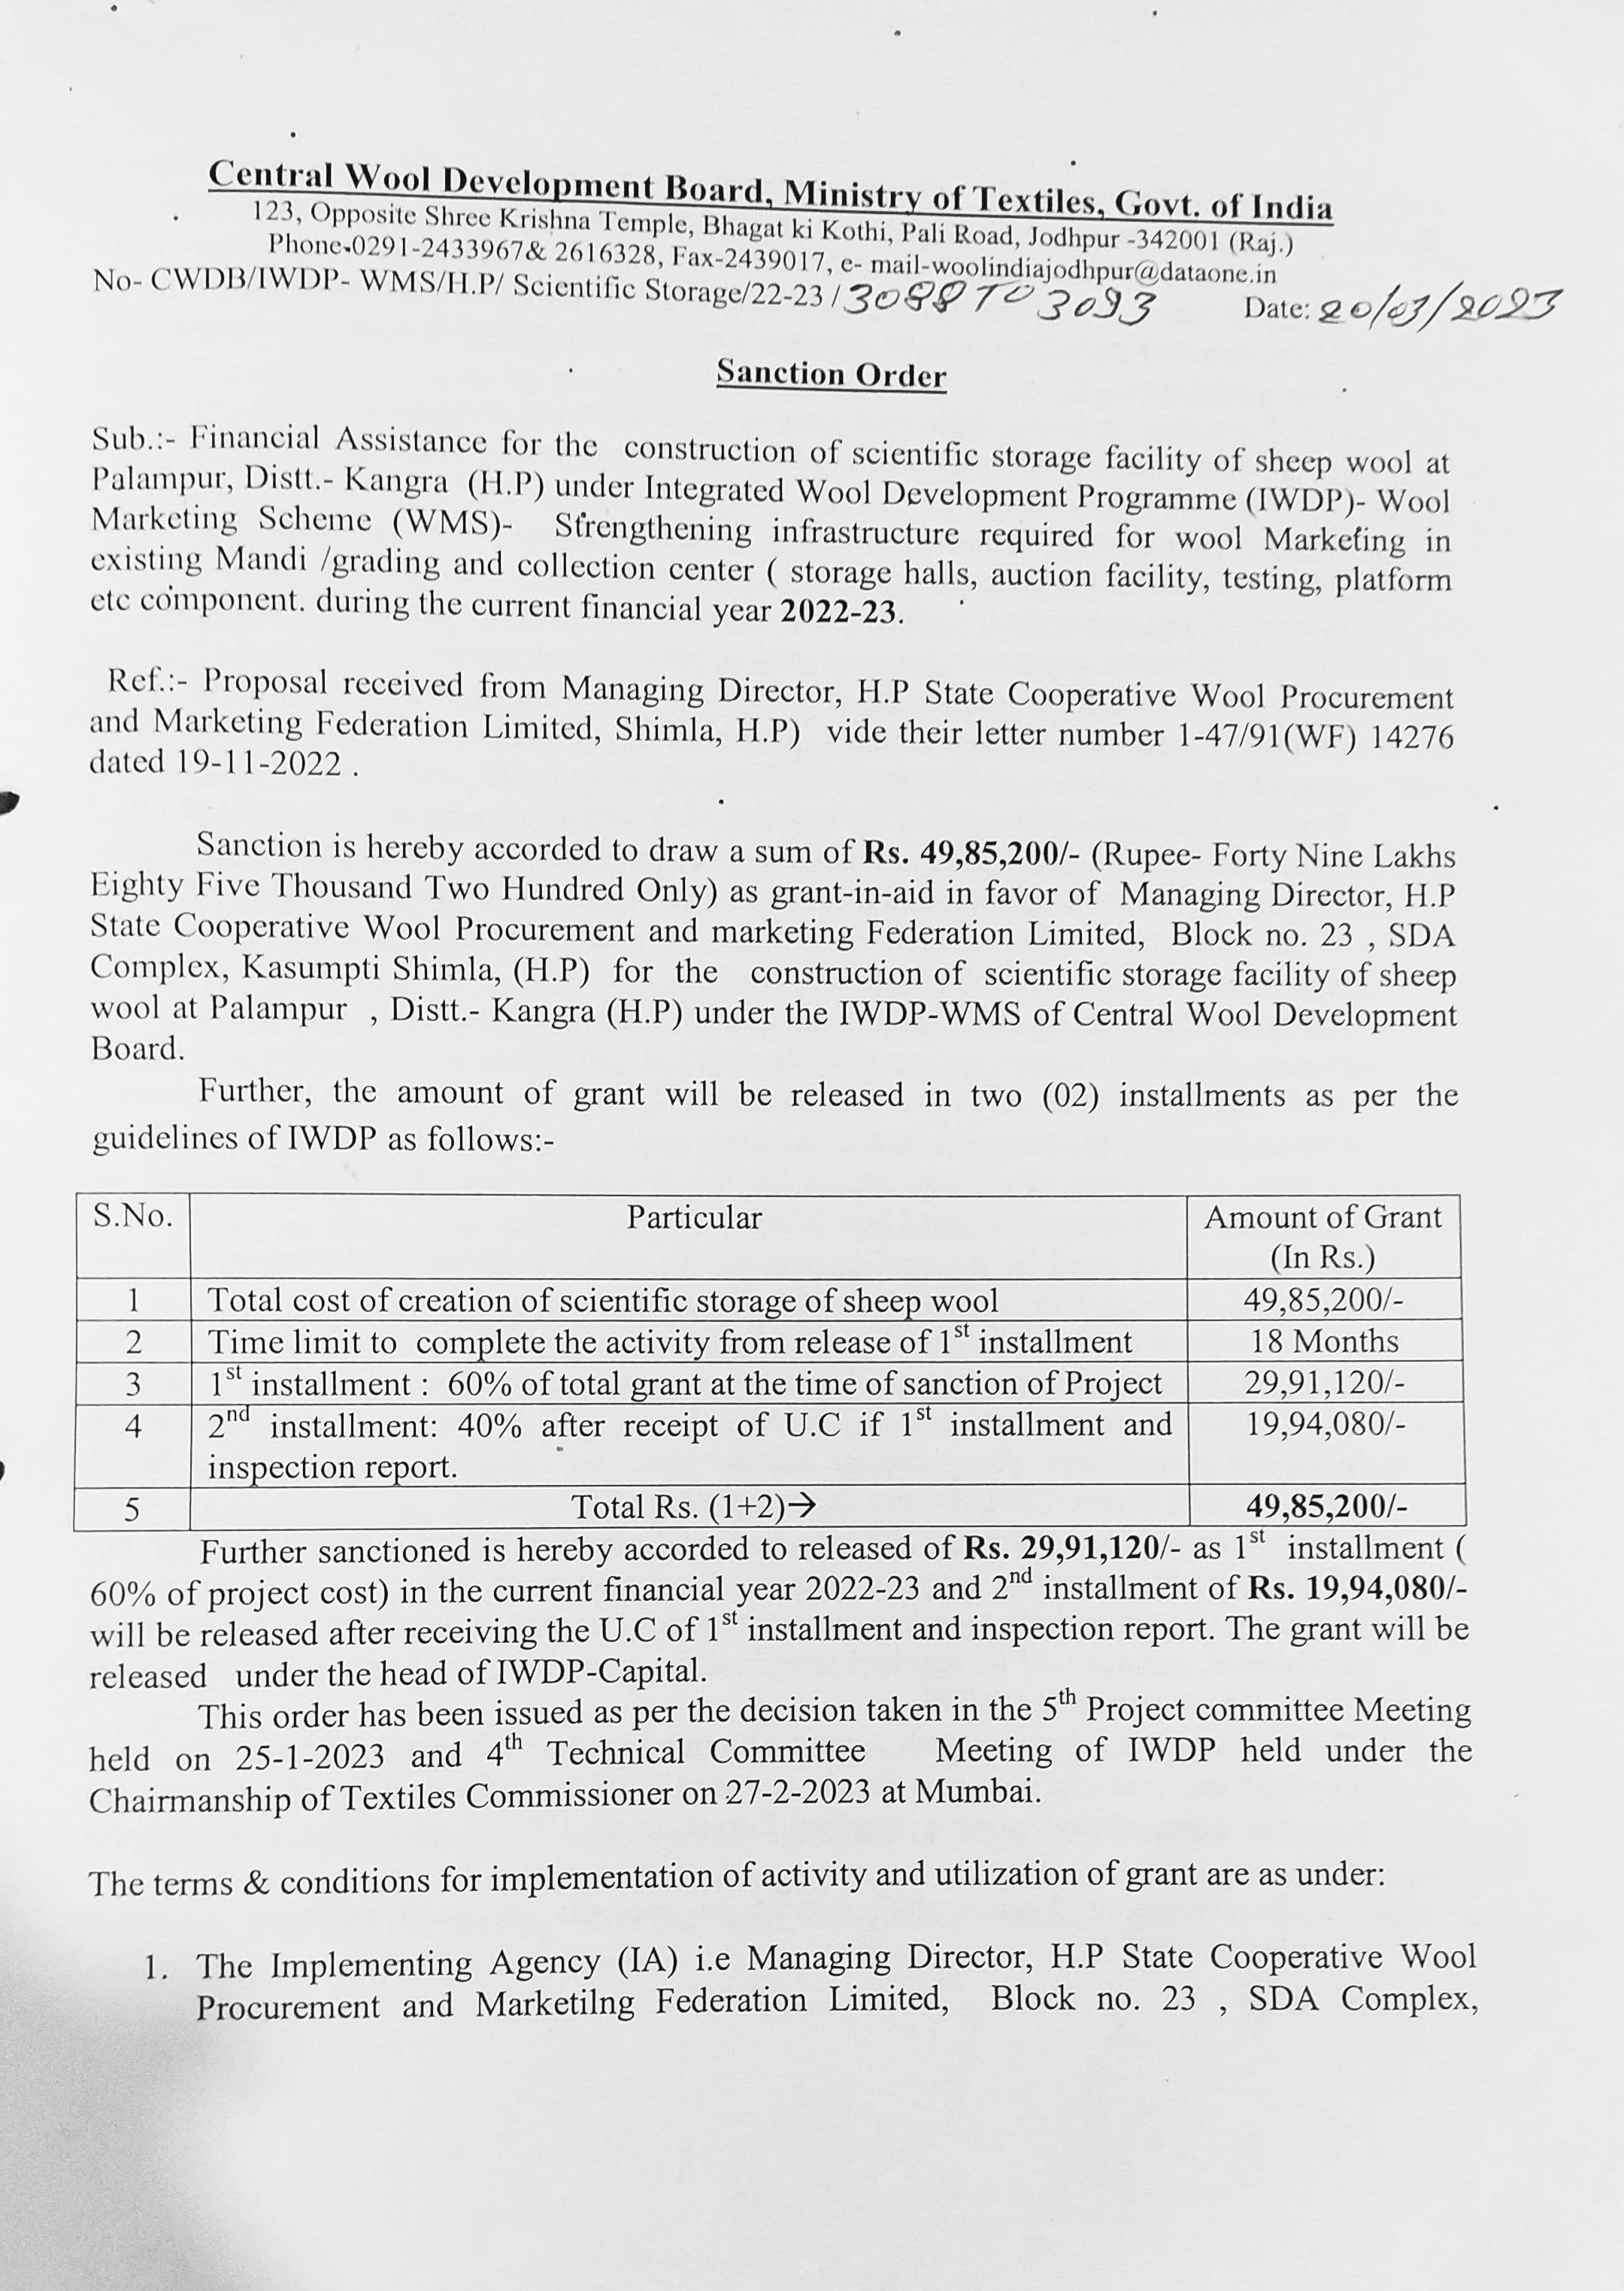 Central Wool Development Board, Ministry of Textiles, Govt. of India
123, Opposite Shree Krishna Temple, Bhagat ki Kothi, Pali Road, Jodhpur -342001 (Raj.)
Phone-0291-2433967& 2616328, Fax-2439017, e- mail-woolindiajodhpur@dataone.in
No- CWDB/IWDP- WMS/H.P/ Scientific Storage/22-23 / 3088 TO 3093 Date: 20/03/2023
Sanction Order
Sub.:- Financial Assistance for the construction of scientific storage facility of sheep wool at
Palampur, Distt.- Kangra (H.P) under Integrated Wool Development Programme (IWDP)- Wool
Marketing Scheme (WMS)- Strengthening infrastructure required for wool Marketing in
existing Mandi /grading and collection center ( storage halls, auction facility, testing, platform
etc component. during the current financial year 2022-23.
Ref.:- Proposal received from Managing Director, H.P State Cooperative Wool Procurement
and Marketing Federation Limited, Shimla, H.P) vide their letter number 1-47/91(WF) 14276
dated 19-11-2022 .
Sanction is hereby accorded to draw a sum of Rs. 49,85,200/- (Rupee- Forty Nine Lakhs
Eighty Five Thousand Two Hundred Only) as grant-in-aid in favor of Managing Director, H.P
State Cooperative Wool Procurement and marketing Federation Limited, Block no. 23 , SDA
Complex, Kasumpti Shimla, (H.P) for the construction of scientific storage facility of sheep
wool at Palampur , Distt.- Kangra (H.P) under the IWDP-WMS of Central Wool Development
Board.
Further, the amount of grant will be released in two (02) installments as per the
guidelines of IWDP as follows:-
S.No. Particular Amount of Grant
(In Rs.)
1 Total cost of creation of scientific storage of sheep wool 49,85,200/-
2 Time limit to complete the activity from release of 1st installment 18 Months
3 1st installment : 60% of total grant at the time of sanction of Project 29,91,120/-
4 2nd installment: 40% after receipt of U.C if 1st installment and 19,94,080/-
inspection report.
5 Total Rs. (1+2)→ 49,85,200/-
Further sanctioned is hereby accorded to released of Rs. 29,91,120/- as 1st installment (
60% of project cost) in the current financial year 2022-23 and 2nd installment of Rs. 19,94,080/-
will be released after receiving the U.C of 1st installment and inspection report. The grant will be
released under the head of IWDP-Capital.
This order has been issued as per the decision taken in the 5th Project committee Meeting
held on 25-1-2023 and 4th Technical Committee Meeting of IWDP held under the
Chairmanship of Textiles Commissioner on 27-2-2023 at Mumbai.
The terms & conditions for implementation of activity and utilization of grant are as under:
1. The Implementing Agency (IA) i.e Managing Director, H.P State Cooperative Wool
Procurement and Marketilng Federation Limited, Block no. 23 , SDA Complex,